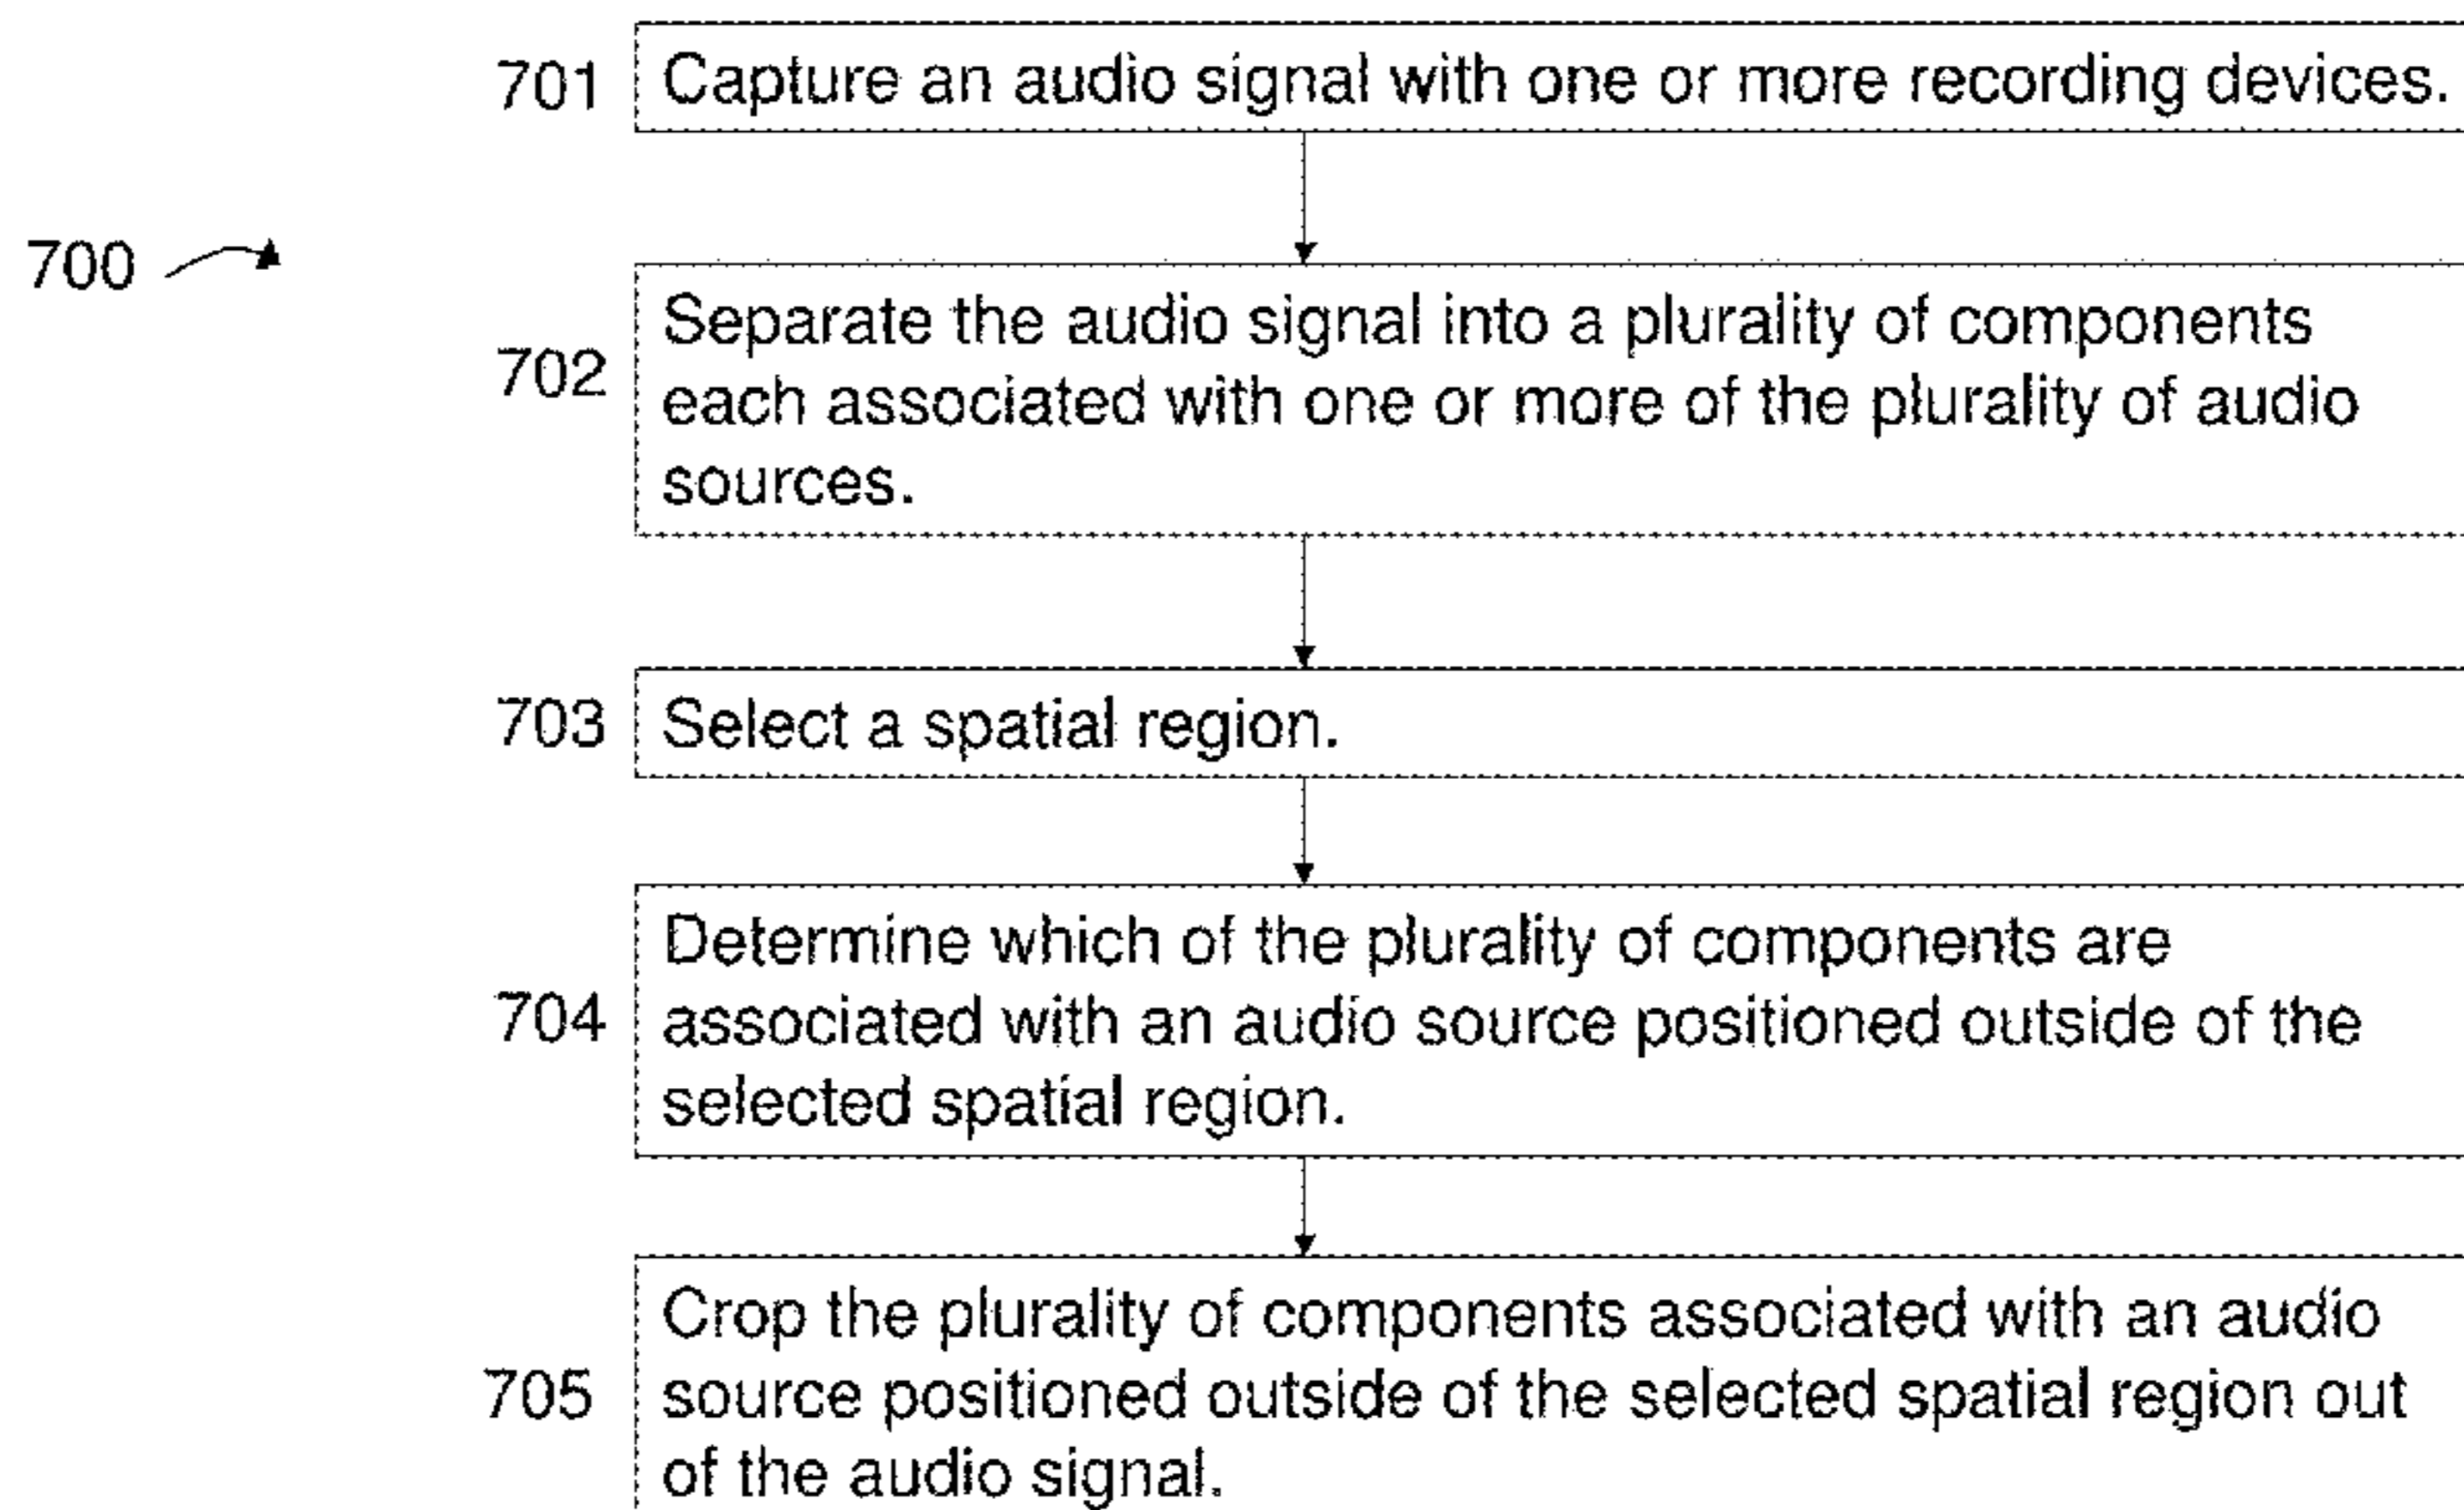 701
Capture an audio signal with one or more recording devices.
700
702
Separate the audio signal into a plurality of components
each associated with one or more of the plurality of audio
sources.
703
Select a spatial region.
704
Determine which of the plurality of components are
associated with an audio source positioned outside of the
selected spatial region.
705
Crop the plurality of components associated with an audio
source positioned outside of the selected spatial region out
of the audio signal.